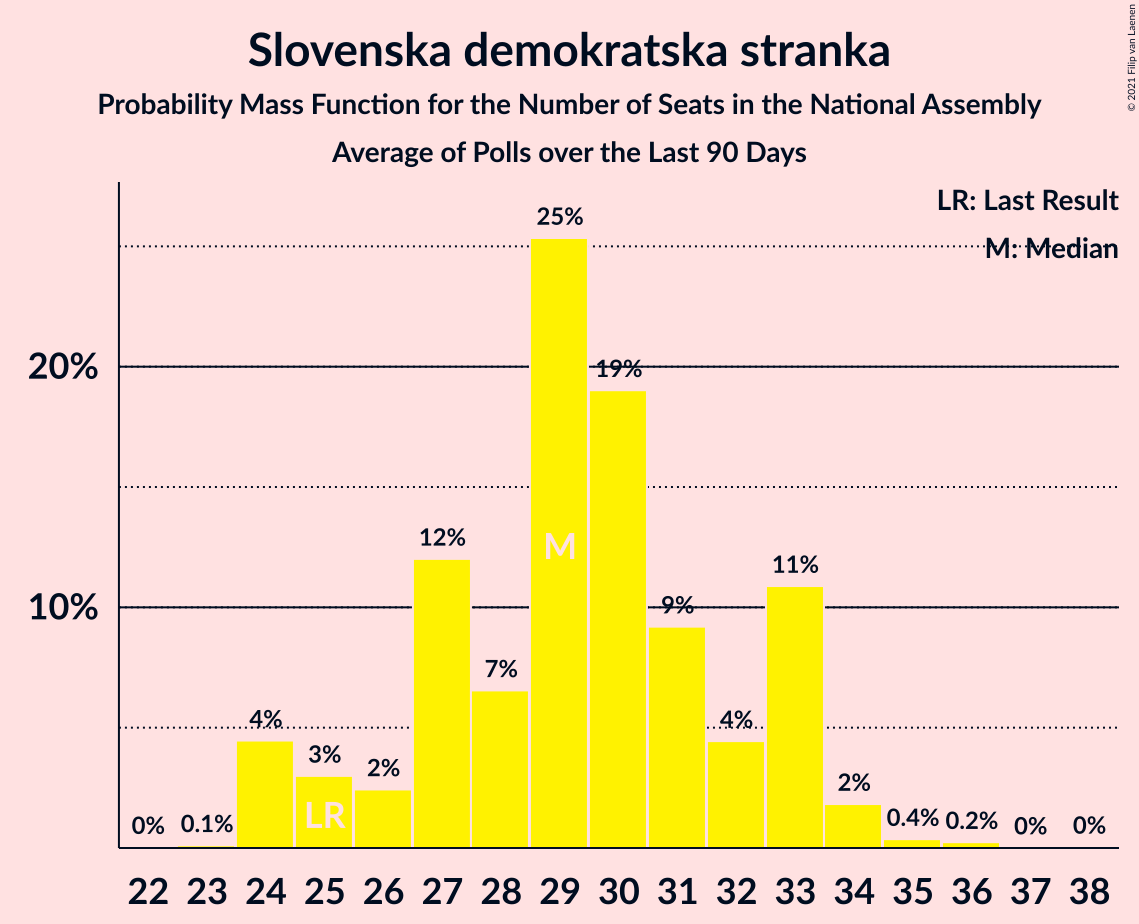 Slovenska demokratska stranka
Probability Mass Function for the Number of Seats in the National Assembly
Average of Polls over the Last 90 Days
© 2021 Filip van Laenen
LR: Last Result
M: Median
20%
10%
0%
0.1%
4%
3%
2%
12%
7%
25%
19%
9%
4%
11%
2%
0.4%
0.2%
0%
0%
LR
M
22 23 24 25 26 27 28 29 30 31 32 33 34 35 36 37 38